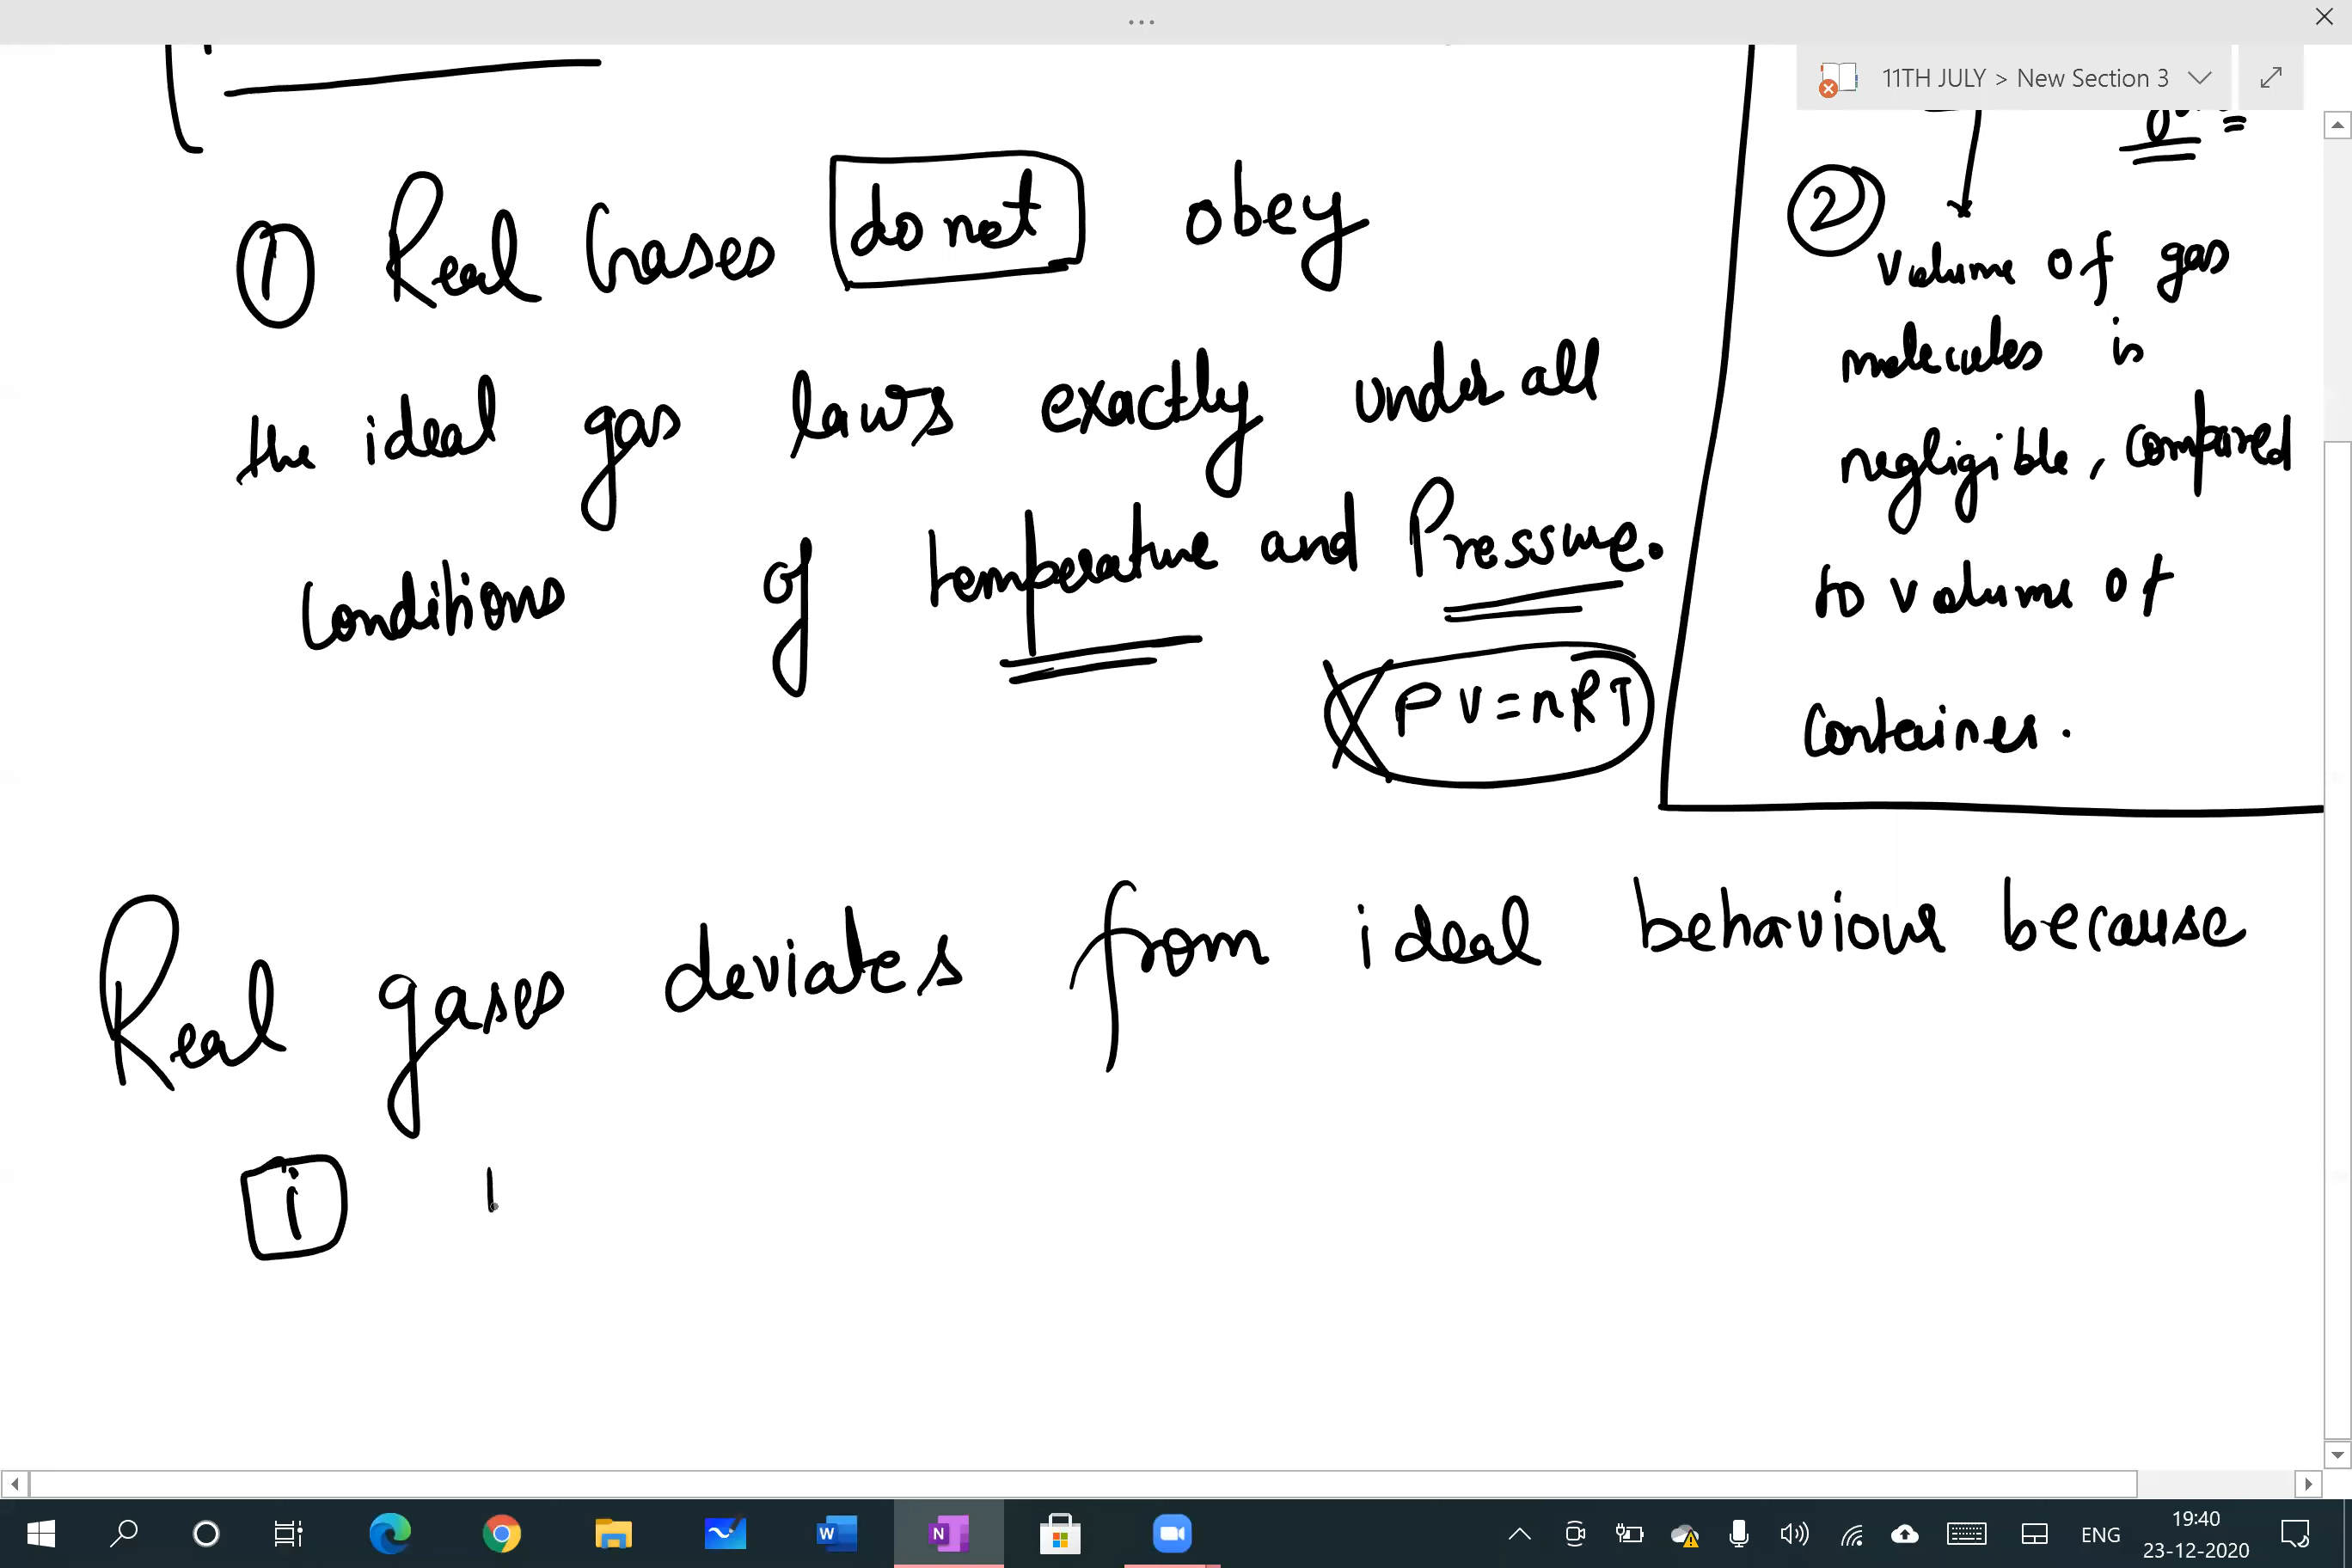 11TH JULY > New Section 3
① Real Gases do not obey
the ideal gas laws exactly under all
conditions of temperature and Pressure.
PV=nRT
②
Volume of gas
molecules is
negligible, compared
to volume of
container.
Real gases deviates from ideal behaviour because
i
ENG
19:40
23-12-2020